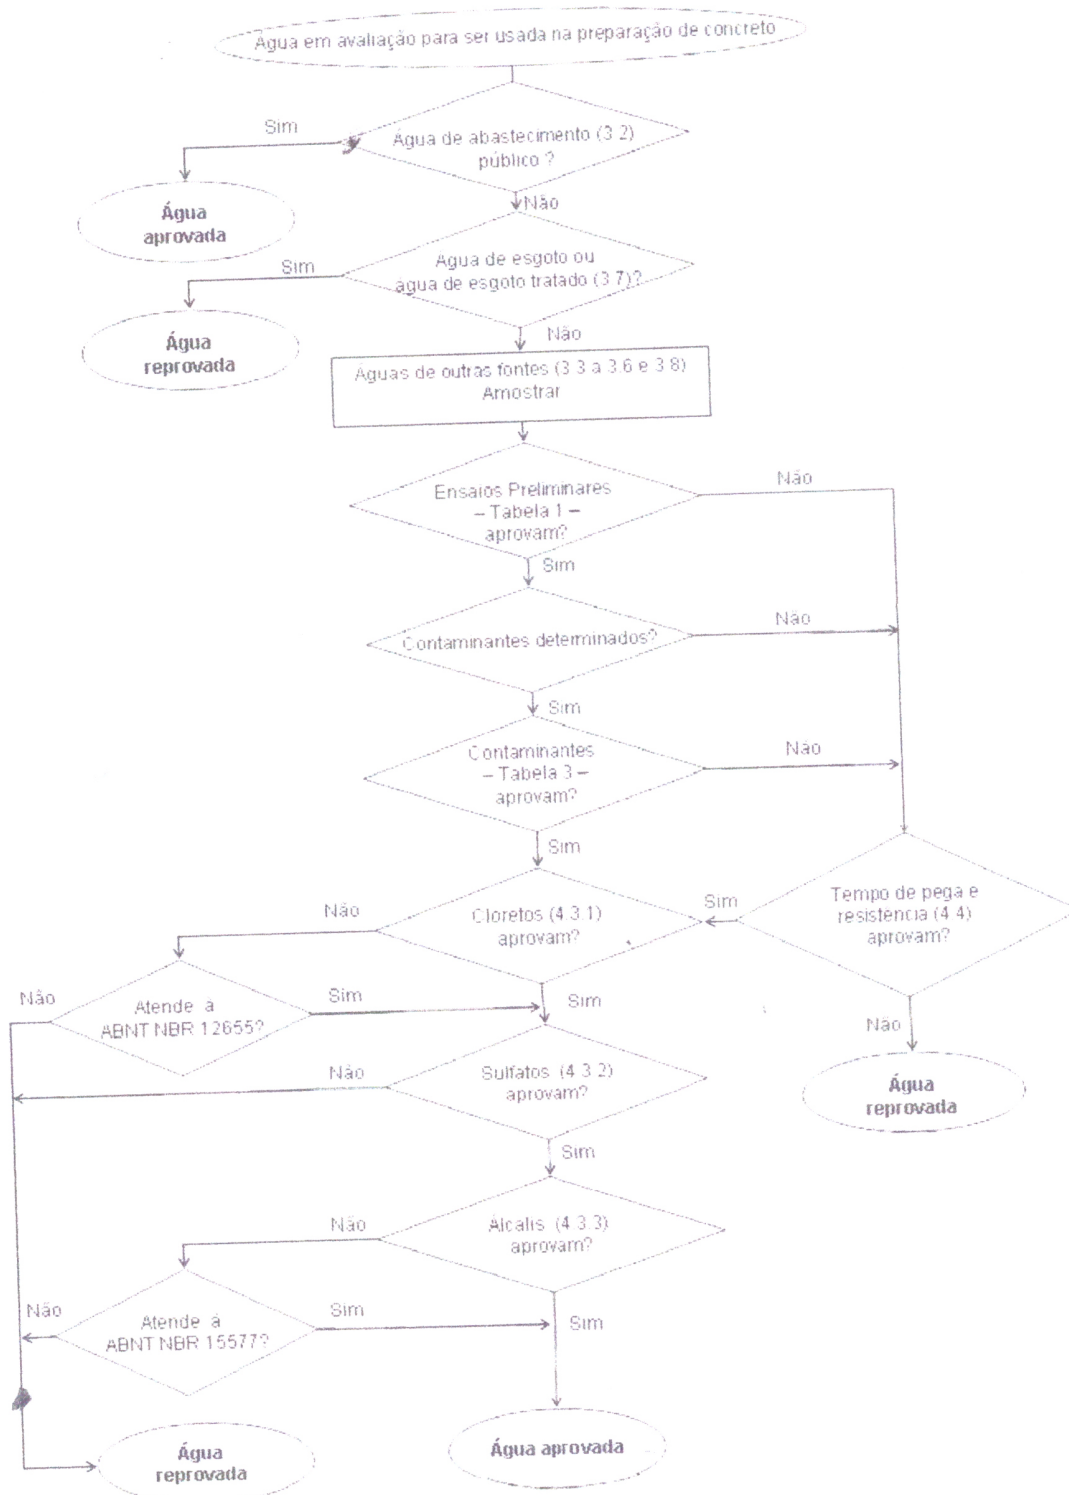 Água em avaliação para ser usada na preparação de concreto
Sim
Água de abastecimento (3.2)
público ?
Água
aprovada
Não
Sim
Água de esgoto ou
água de esgoto tratado (3.7)?
Água
reprovada
Não
Águas de outras fontes (3.3 a 3.6 e 3.8)
Amostrar
Ensaios Preliminares
– Tabela 1 –
aprovam?
Não
Sim
Contaminantes determinados?
Não
Sim
Contaminantes
– Tabela 3 –
aprovam?
Não
Sim
Não
Cloretos (4.3.1)
aprovam?
Sim
Tempo de pega e
resistência (4.4)
aprovam?
Não
Atende à
ABNT NBR 12655?
Sim
Sim
Não
Não
Sulfatos (4.3.2)
aprovam?
Água
reprovada
Sim
Não
Álcalis (4.3.3)
aprovam?
Não
Atende à
ABNT NBR 15577?
Sim
Sim
Água
reprovada
Água aprovada